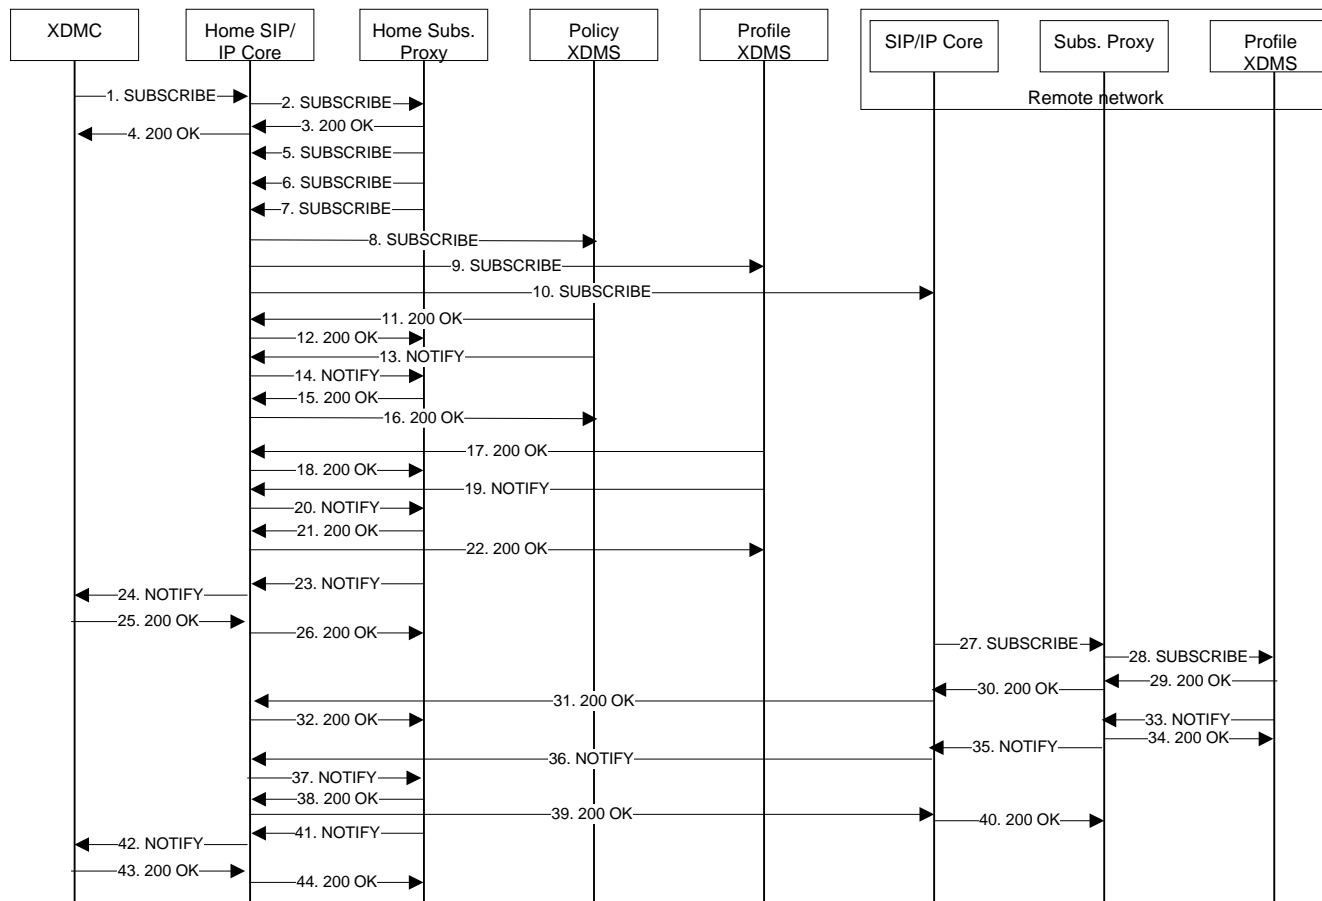 XDMC
Home SIP/
IP Core
Home Subs.
Proxy
Policy
XDMS
Profile
XDMS
SIP/IP Core
Subs. Proxy
Profile
XDMS
Remote network
1. SUBSCRIBE
2. SUBSCRIBE
3. 200 OK
4. 200 OK
5. SUBSCRIBE
6. SUBSCRIBE
7. SUBSCRIBE
8. SUBSCRIBE
9. SUBSCRIBE
10. SUBSCRIBE
11. 200 OK
12. 200 OK
13. NOTIFY
14. NOTIFY
15. 200 OK
16. 200 OK
17. 200 OK
18. 200 OK
19. NOTIFY
20. NOTIFY
21. 200 OK
22. 200 OK
23. NOTIFY
24. NOTIFY
25. 200 OK
26. 200 OK
27. SUBSCRIBE
28. SUBSCRIBE
29. 200 OK
30. 200 OK
31. 200 OK
32. 200 OK
33. NOTIFY
34. 200 OK
35. NOTIFY
36. NOTIFY
37. NOTIFY
38. 200 OK
39. 200 OK
40. 200 OK
41. NOTIFY
42. NOTIFY
43. 200 OK
44. 200 OK